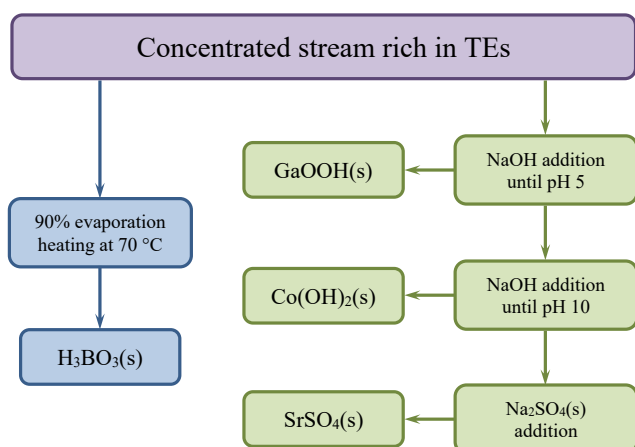 Concentrated stream rich in TEs
GaOOH(s)
NaOH addition
until pH 5
90% evaporation
heating at 70 °C
Co(OH)₂(s)
NaOH addition
until pH 10
H₃BO₃(s)
SrSO₄(s)
Na₂SO₄(s)
addition